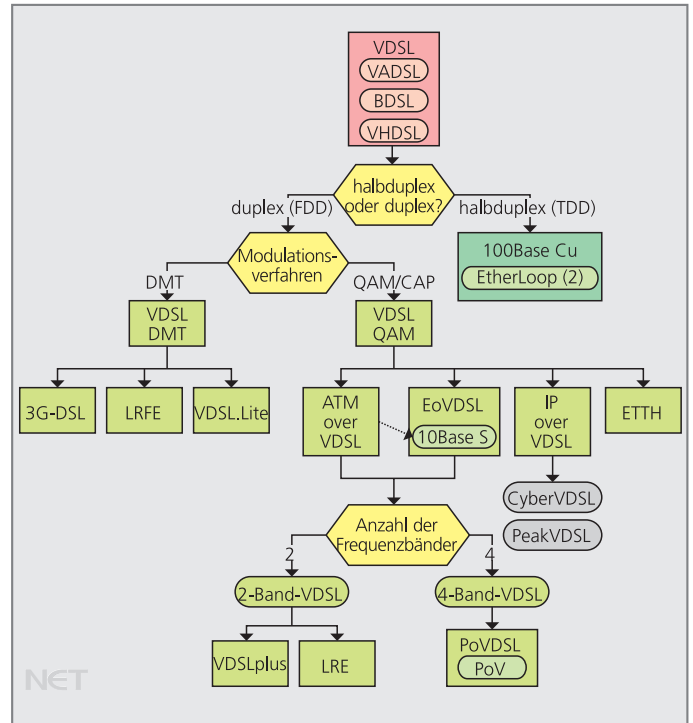 VDSL
VADSL
BDSL
VHDSL
halbduplex
oder duplex?
duplex (FDD)
halbduplex (TDD)
Modulations-
verfahren
100Base Cu
EtherLoop (2)
DMT
QAM/CAP
VDSL
DMT
VDSL
QAM
3G-DSL
LRFE
VDSL.Lite
ATM
over
VDSL
EoVDSL
10Base S
IP
over
VDSL
ETTH
CyberVDSL
PeakVDSL
Anzahl der
Frequenzbänder
2
4
2-Band-VDSL
4-Band-VDSL
VDSLplus
LRE
PoVDSL
PoV
NET